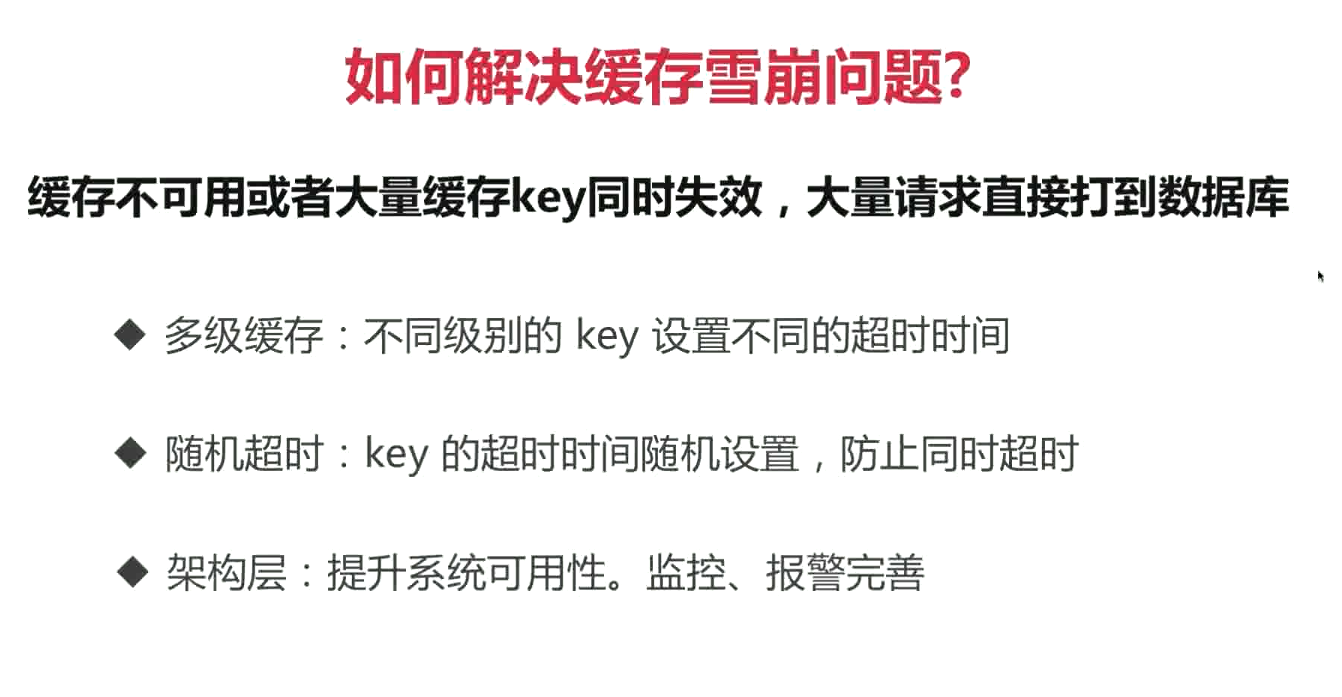 如何解决缓存雪崩问题?
缓存不可用或者大量缓存key同时失效，大量请求直接打到数据库
◆ 多级缓存：不同级别的 key 设置不同的超时时间
◆ 随机超时：key 的超时时间随机设置，防止同时超时
◆ 架构层：提升系统可用性。监控、报警完善